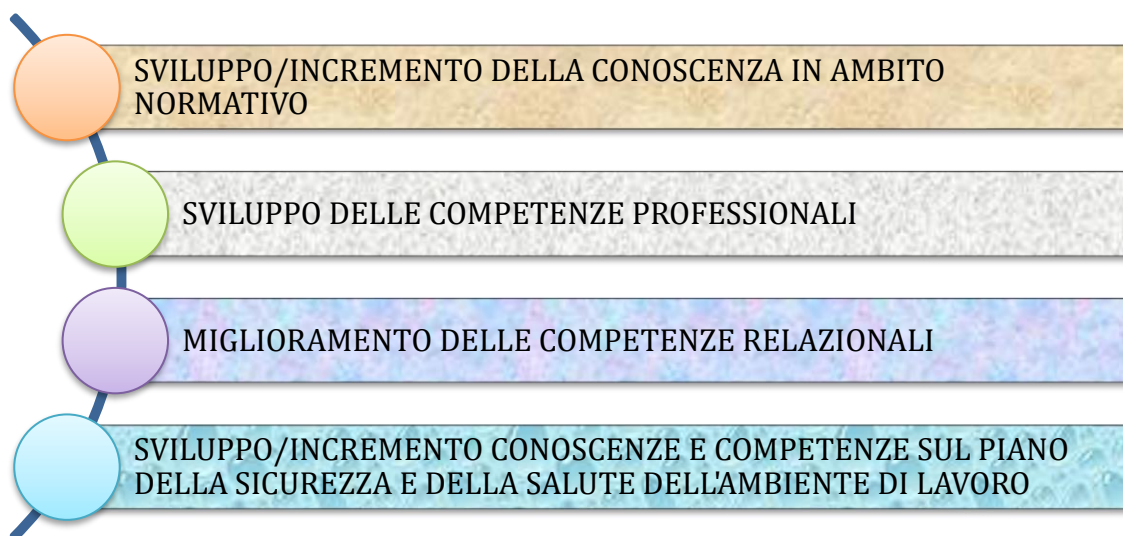 SVILUPPO/INCREMENTO DELLA CONOSCENZA IN AMBITO
NORMATIVO
SVILUPPO DELLE COMPETENZE PROFESSIONALI
MIGLIORAMENTO DELLE COMPETENZE RELAZIONALI
SVILUPPO/INCREMENTO CONOSCENZE E COMPETENZE SUL PIANO
DELLA SICUREZZA E DELLA SALUTE DELL'AMBIENTE DI LAVORO